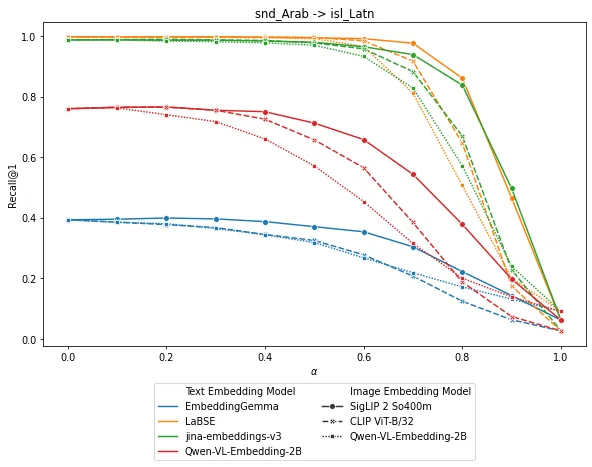 snd_Arab -> isl_Latn
Recall@1
1.0
0.8
0.6
0.4
0.2
0.0
0.0 0.2 0.4 0.6 0.8 1.0
α
Text Embedding Model
EmbeddingGemma
LaBSE
jina-embeddings-v3
Qwen-VL-Embedding-2B
Image Embedding Model
SigLIP 2 So400m
CLIP ViT-B/32
Qwen-VL-Embedding-2B